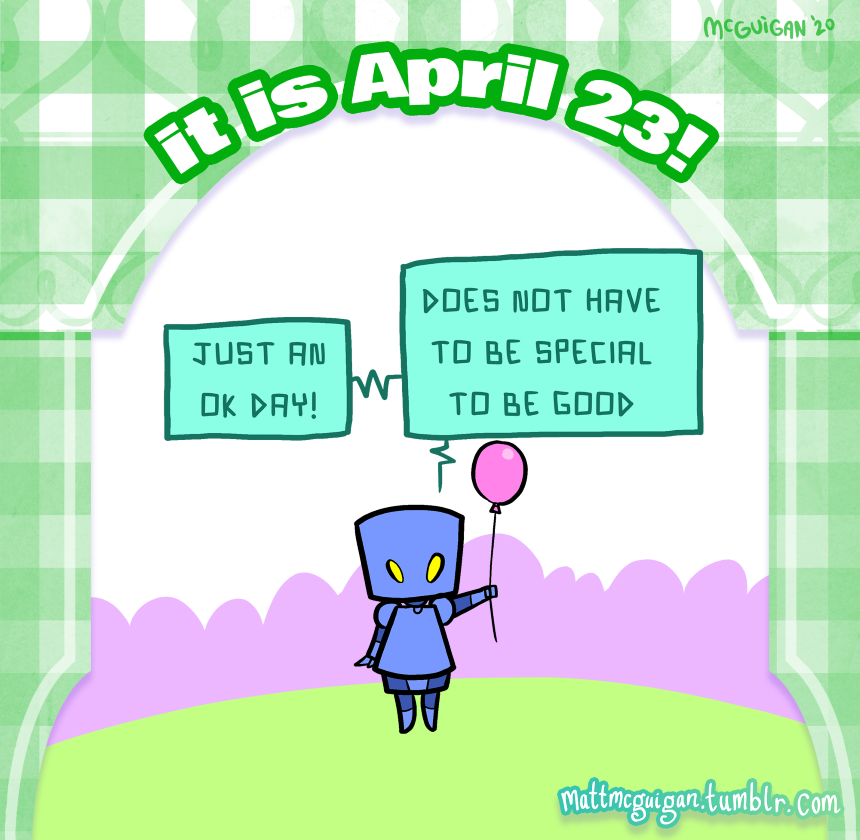 McGUiGAN '20
it is April 23!
DOES NOT HAVE
TO BE SPECIAL
TO BE GOOD
JUST AN
OK DAY!
mattmcguigan.tumblr.com